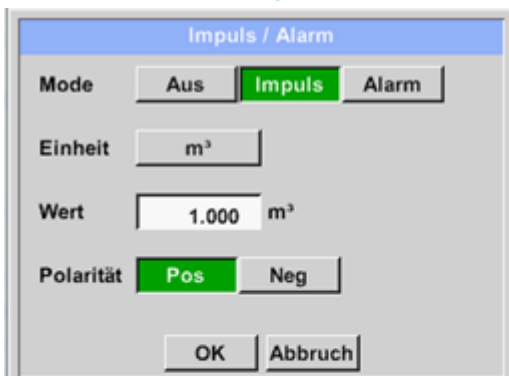 Impuls / Alarm
Mode Aus Impuls Alarm
Einheit m³
Wert 1.000 m³
Polarität Pos Neg
OK Abbruch